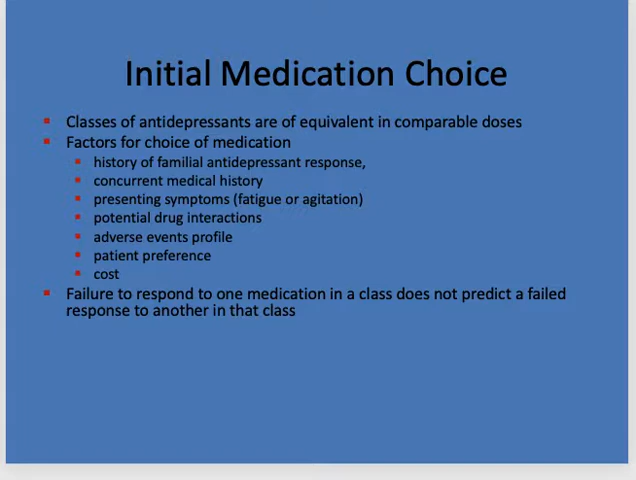 Initial Medication Choice
Classes of antidepressants are of equivalent in comparable doses
Factors for choice of medication
history of familial antidepressant response,
concurrent medical history
presenting symptoms (fatigue or agitation)
potential drug interactions
adverse events profile
patient preference
cost
Failure to respond to one medication in a class does not predict a failed
response to another in that class